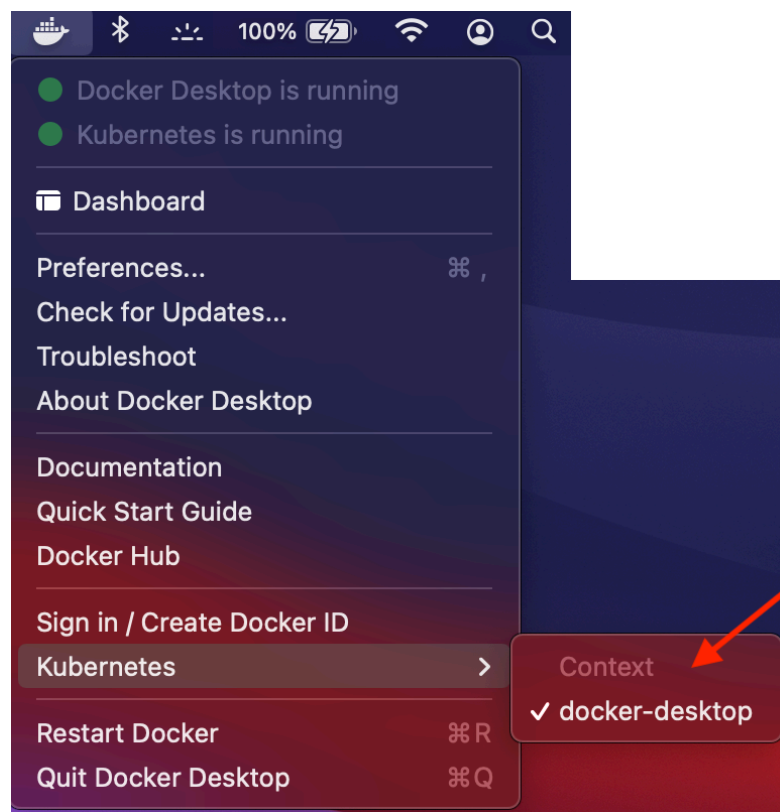 100%
Docker Desktop is running
Kubernetes is running
Dashboard
Preferences... ⌘ ,
Check for Updates...
Troubleshoot
About Docker Desktop
Documentation
Quick Start Guide
Docker Hub
Sign in / Create Docker ID
Kubernetes
Context
docker-desktop
Restart Docker ⌘ R
Quit Docker Desktop ⌘ Q